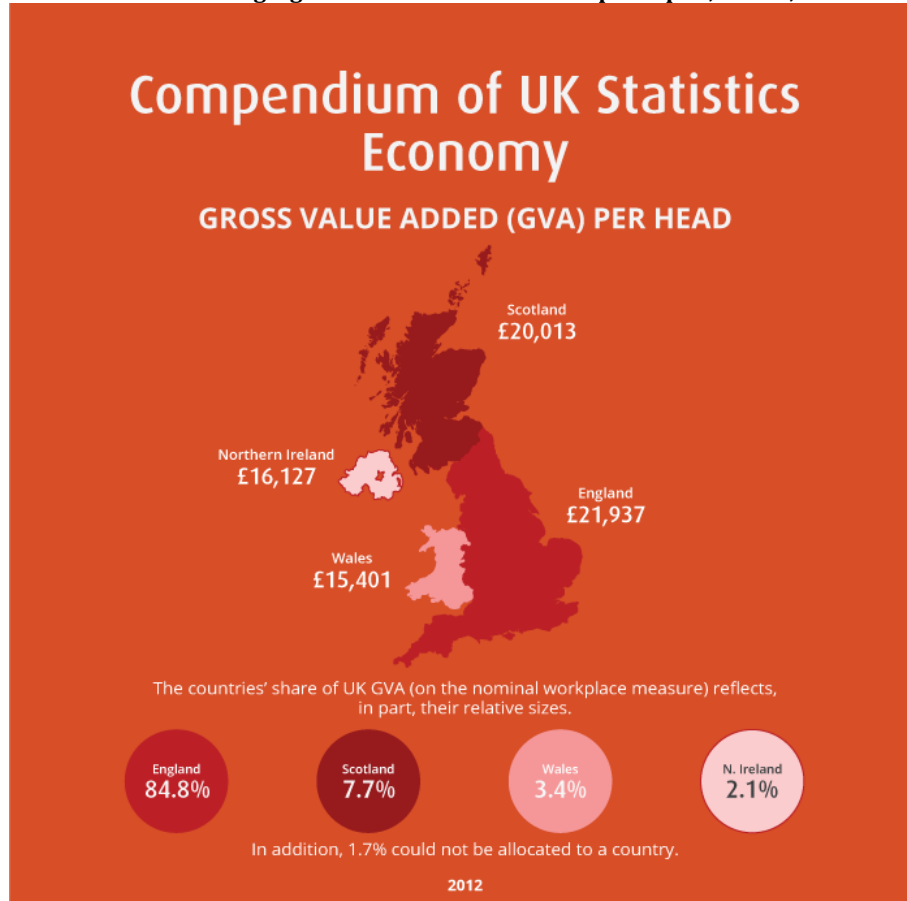 Compendium of UK Statistics
Economy
GROSS VALUE ADDED (GVA) PER HEAD
Scotland
£20,013
Northern Ireland
£16,127
England
£21,937
Wales
£15,401
The countries' share of UK GVA (on the nominal workplace measure) reflects,
in part, their relative sizes.
England
84.8%
Scotland
7.7%
Wales
3.4%
N. Ireland
2.1%
In addition, 1.7% could not be allocated to a country.
2012